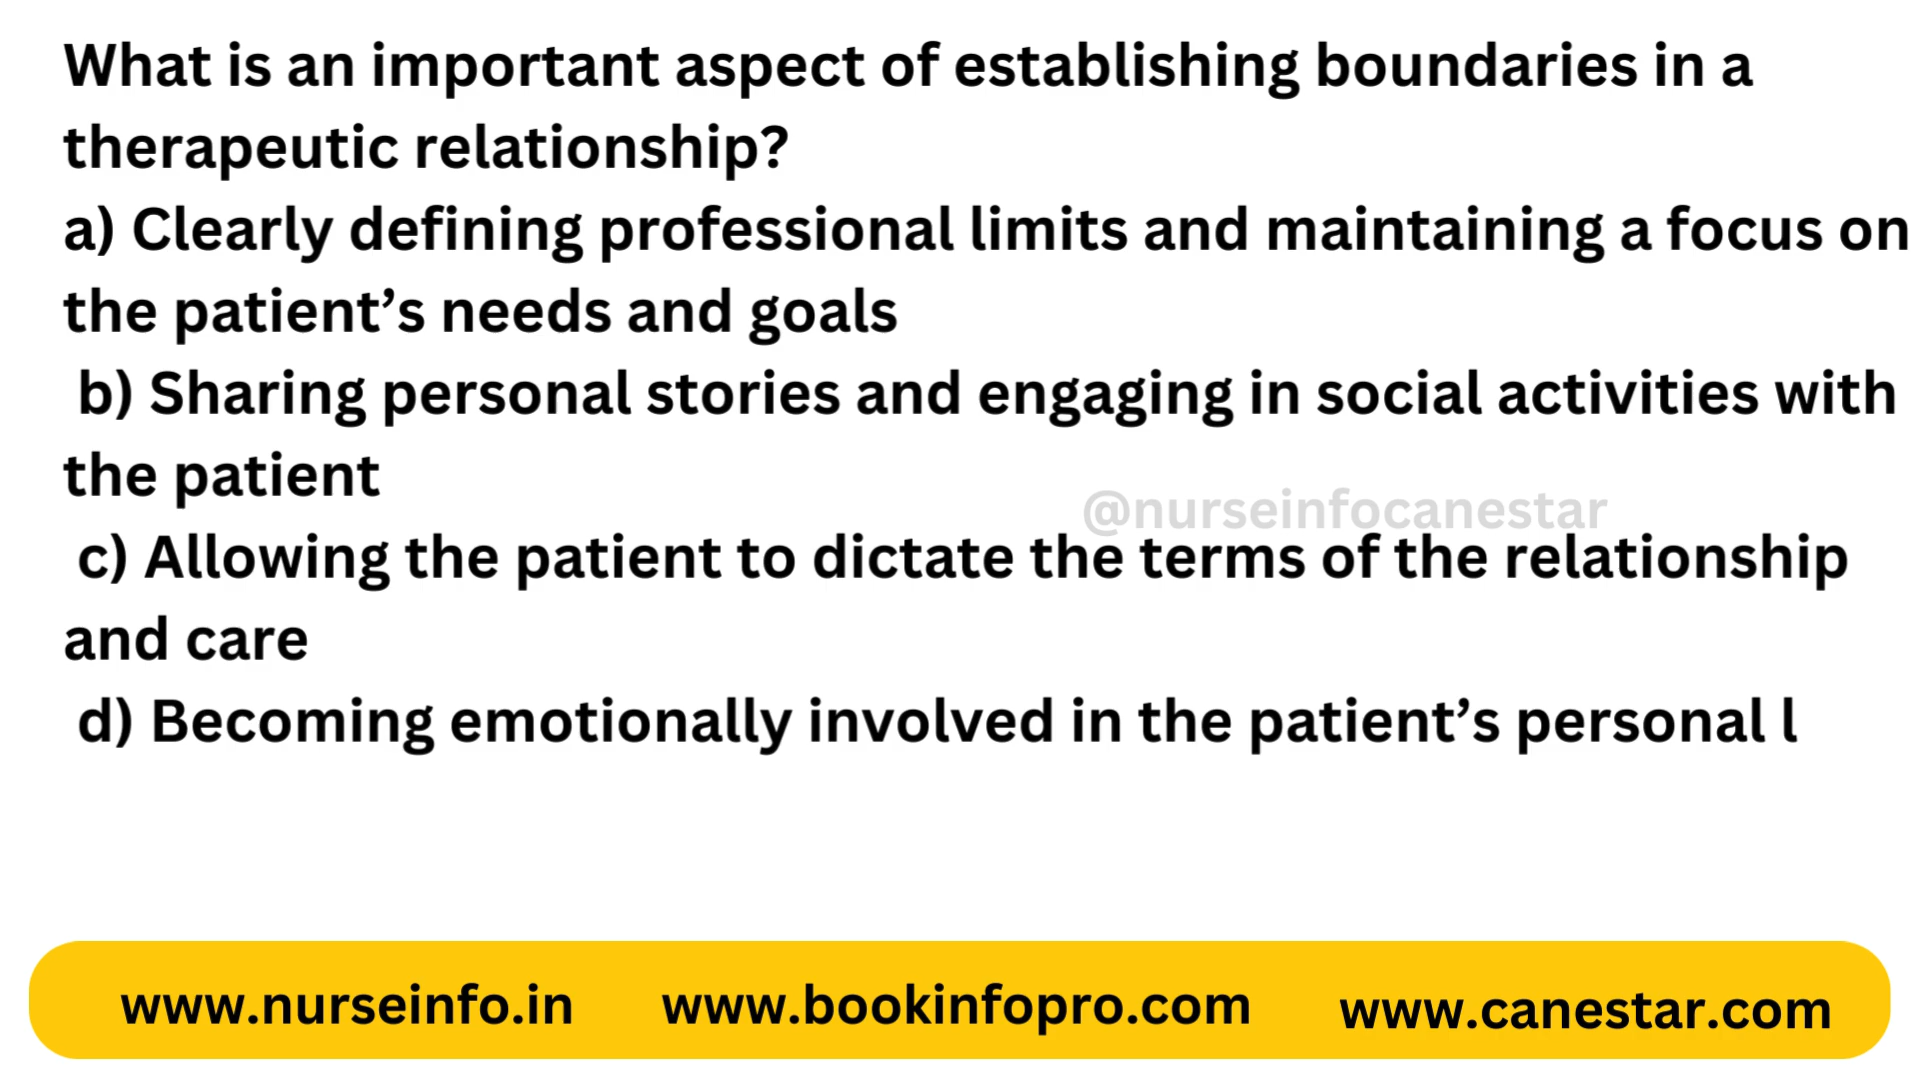 What is an important aspect of establishing boundaries in a
therapeutic relationship?
a) Clearly defining professional limits and maintaining a focus on
the patient’s needs and goals
b) Sharing personal stories and engaging in social activities with
the patient
@nurseinfocanestar
c) Allowing the patient to dictate the terms of the relationship
and care
d) Becoming emotionally involved in the patient’s personal l
www.nurseinfo.in www.bookinfopro.com www.canestar.com